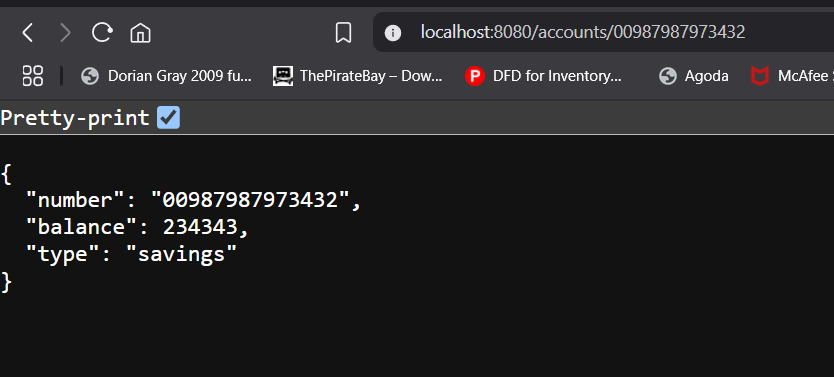 localhost:8080/accounts/00987987973432
Dorian Gray 2009 fu... ThePirateBay – Dow... DFD for Inventory... Agoda McAfee
Pretty-print
{
  "number": "00987987973432",
  "balance": 234343,
  "type": "savings"
}